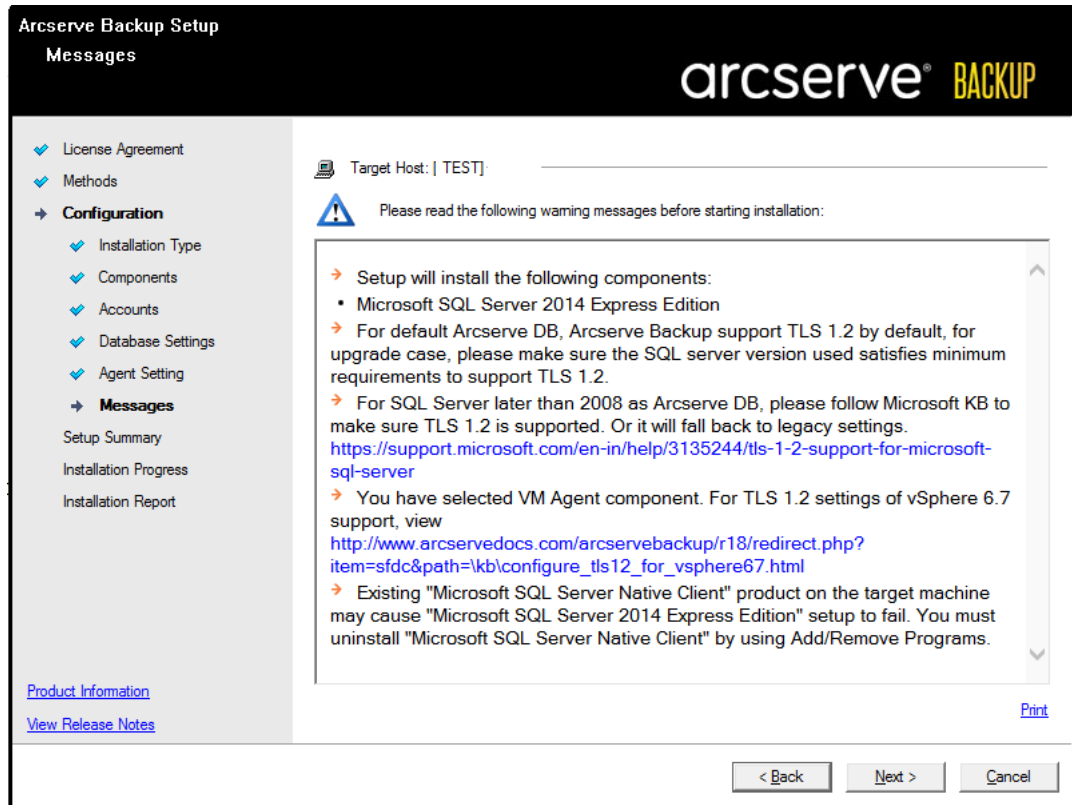 Arcserve Backup Setup
Messages
arcserve® BACKUP
License Agreement
Methods
Configuration
Installation Type
Components
Accounts
Database Settings
Agent Setting
Messages
Setup Summary
Installation Progress
Installation Report
Product Information
View Release Notes
Target Host: [ TEST]
Please read the following warning messages before starting installation:
Setup will install the following components:
• Microsoft SQL Server 2014 Express Edition
For default Arcserve DB, Arcserve Backup support TLS 1.2 by default, for
upgrade case, please make sure the SQL server version used satisfies minimum
requirements to support TLS 1.2.
For SQL Server later than 2008 as Arcserve DB, please follow Microsoft KB to
make sure TLS 1.2 is supported. Or it will fall back to legacy settings.
https://support.microsoft.com/en-in/help/3135244/tls-1-2-support-for-microsoft-
sql-server
You have selected VM Agent component. For TLS 1.2 settings of vSphere 6.7
support, view
http://www.arcservedocs.com/arcservebackup/r18/redirect.php?
item=sfdc&path=\kb\configure_tls12_for_vsphere67.html
Existing "Microsoft SQL Server Native Client" product on the target machine
may cause "Microsoft SQL Server 2014 Express Edition" setup to fail. You must
uninstall "Microsoft SQL Server Native Client" by using Add/Remove Programs.
Print
< Back
Next >
Cancel